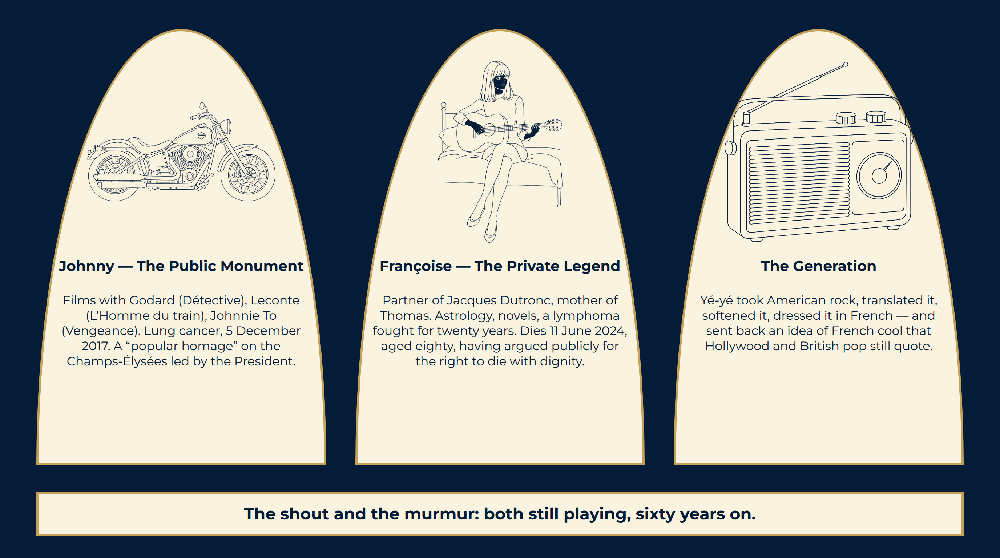 Johnny — The Public Monument
Films with Godard (Détective), Leconte
(L’Homme du train), Johnnie To
(Vengeance). Lung cancer, 5 December
2017. A “popular homage” on the
Champs-Élysées led by the President.
Françoise — The Private Legend
Partner of Jacques Dutronc, mother of
Thomas. Astrology, novels, a lymphoma
fought for twenty years. Dies 11 June 2024,
aged eighty, having argued publicly for
the right to die with dignity.
The Generation
Yé-yé took American rock, translated it,
softened it, dressed it in French — and
sent back an idea of French cool that
Hollywood and British pop still quote.
The shout and the murmur: both still playing, sixty years on.